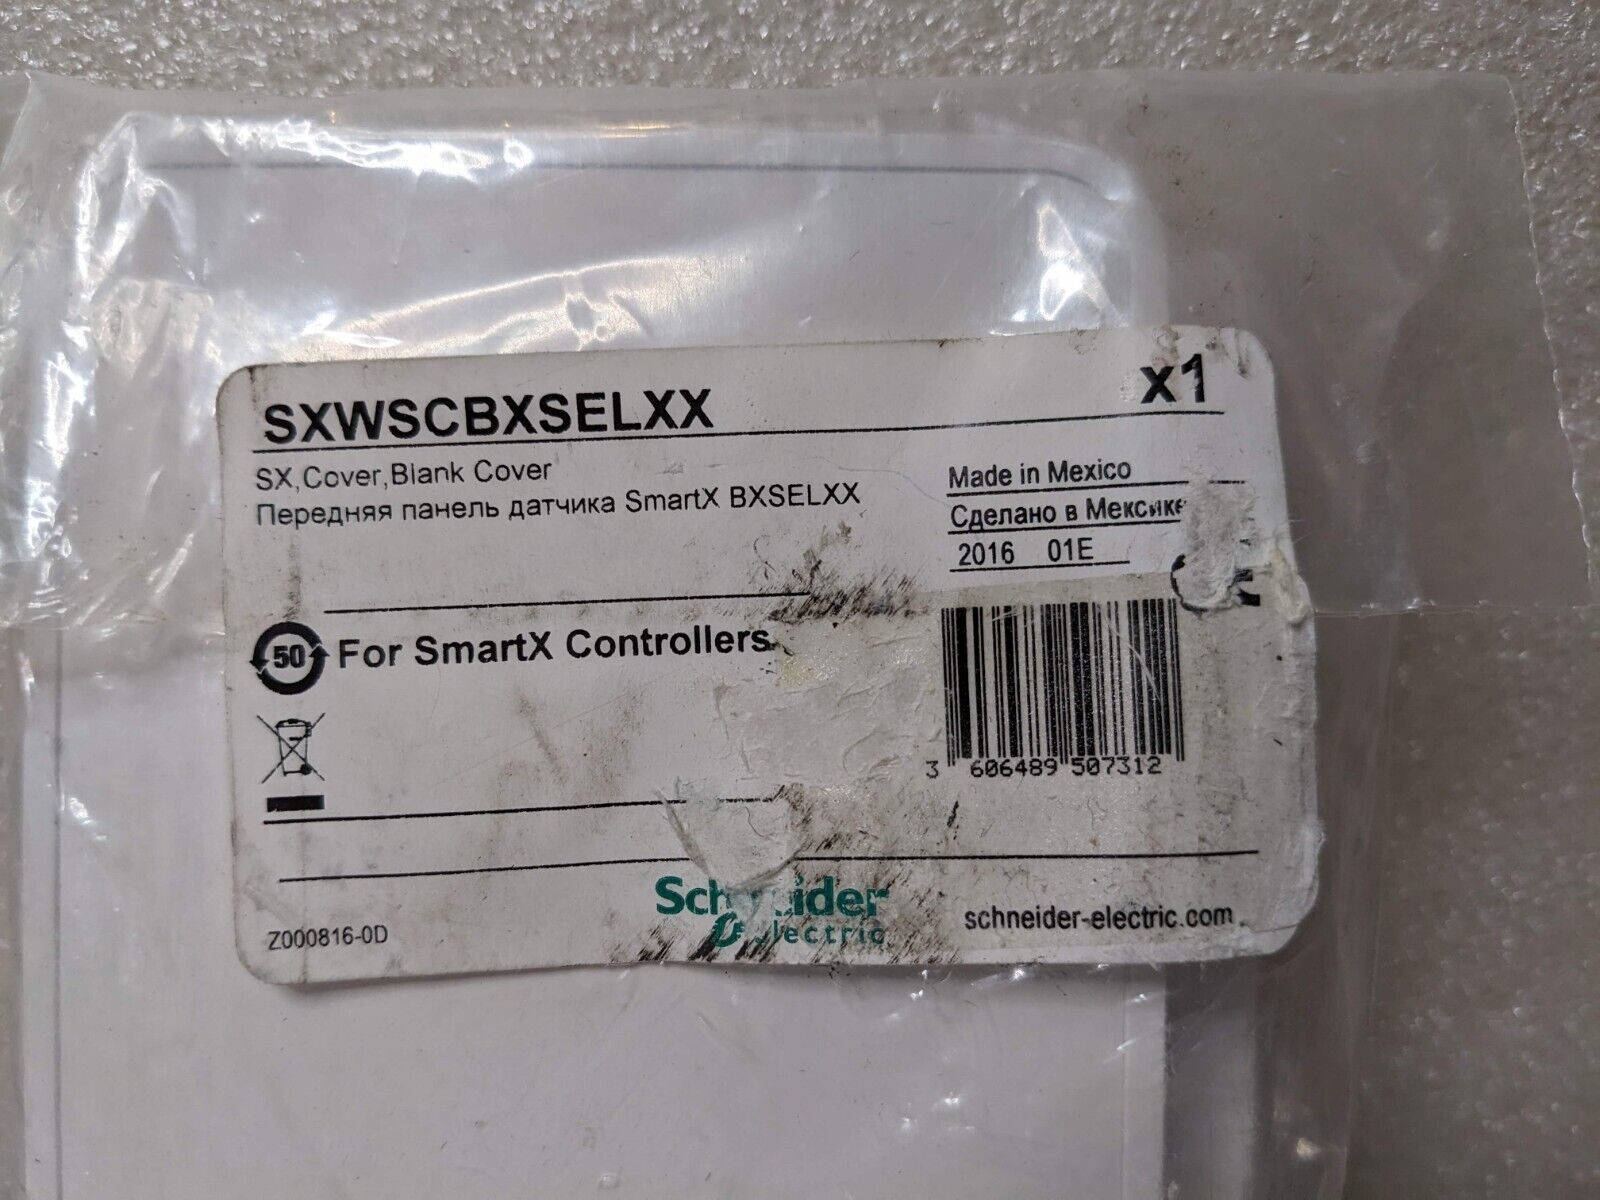 SXWSCBXSELXX x1
SX,Cover,Blank Cover
Передняя панель датчика SmartX BXSELXX
Made in Mexico
Сделано в Мексике
2016 01E
50 For SmartX Controllers
3 606489 507312
Schneider
Electric
schneider-electric.com
Z000816-0D